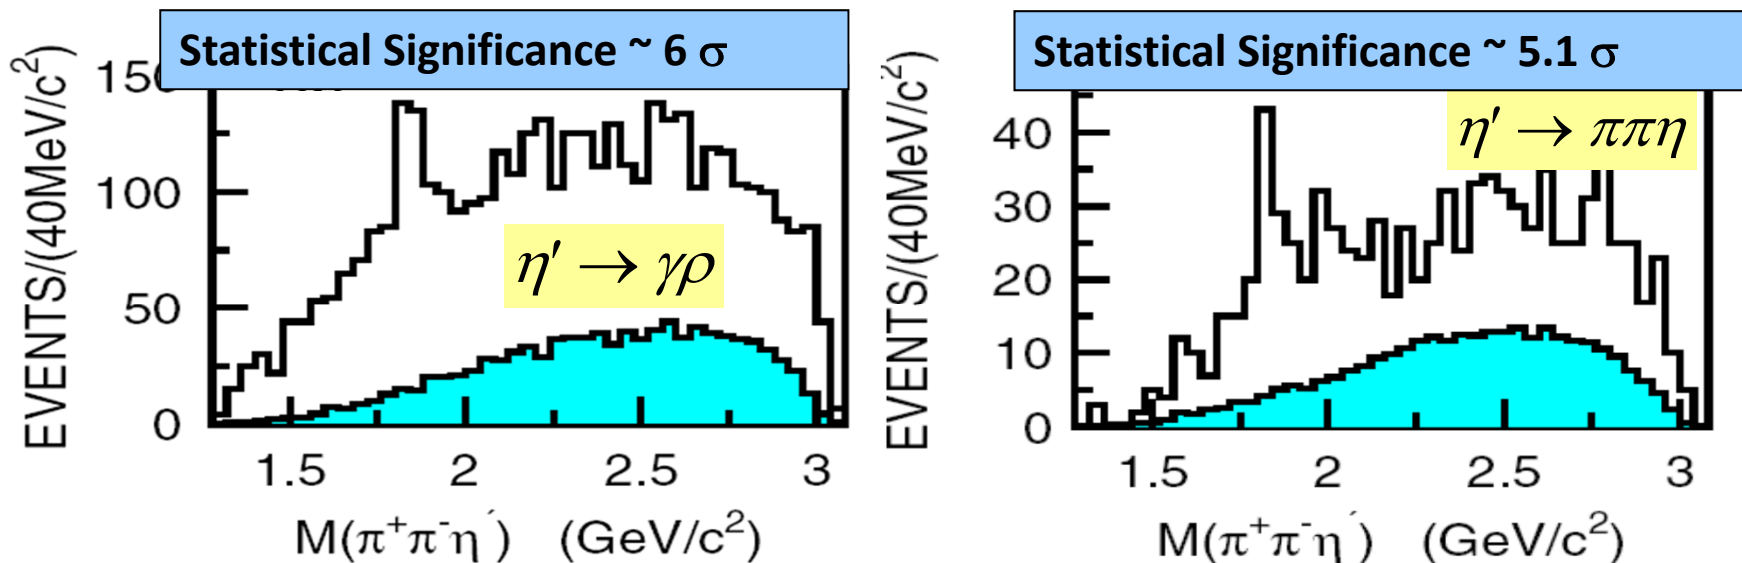 Statistical Significance ~ 6 σ
EVENTS/(40MeV/c²)
150
100
50
0
η′ → γρ
1.5 2 2.5 3
M(π⁺π⁻η′) (GeV/c²)
Statistical Significance ~ 5.1 σ
EVENTS/(40MeV/c²)
40
30
20
10
0
η′ → ππη
1.5 2 2.5 3
M(π⁺π⁻η′) (GeV/c²)